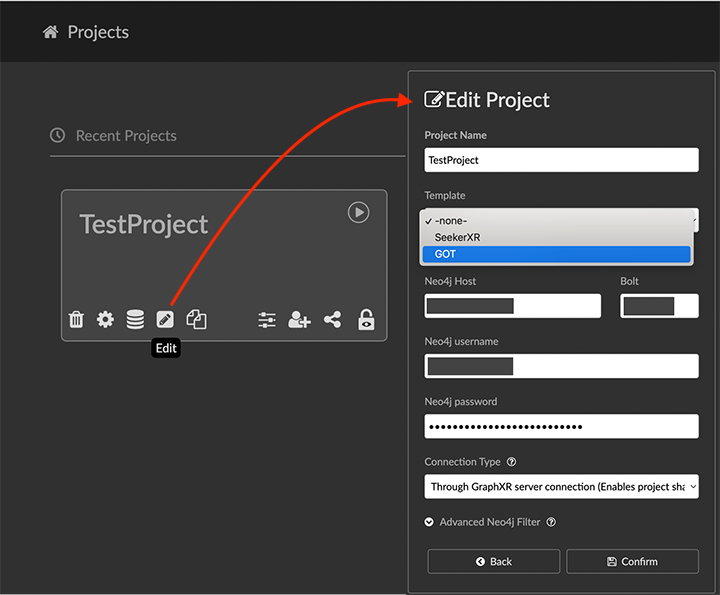 Projects
Recent Projects
TestProject
Edit
Edit Project
Project Name
TestProject
Template
✓ -none-
SeekerXR
GOT
Neo4j Host
Bolt
Neo4j username
Neo4j password
••••••••••••••••••••••••••
Connection Type
Through GraphXR server connection (Enables project sha
Advanced Neo4j Filter
Back
Confirm